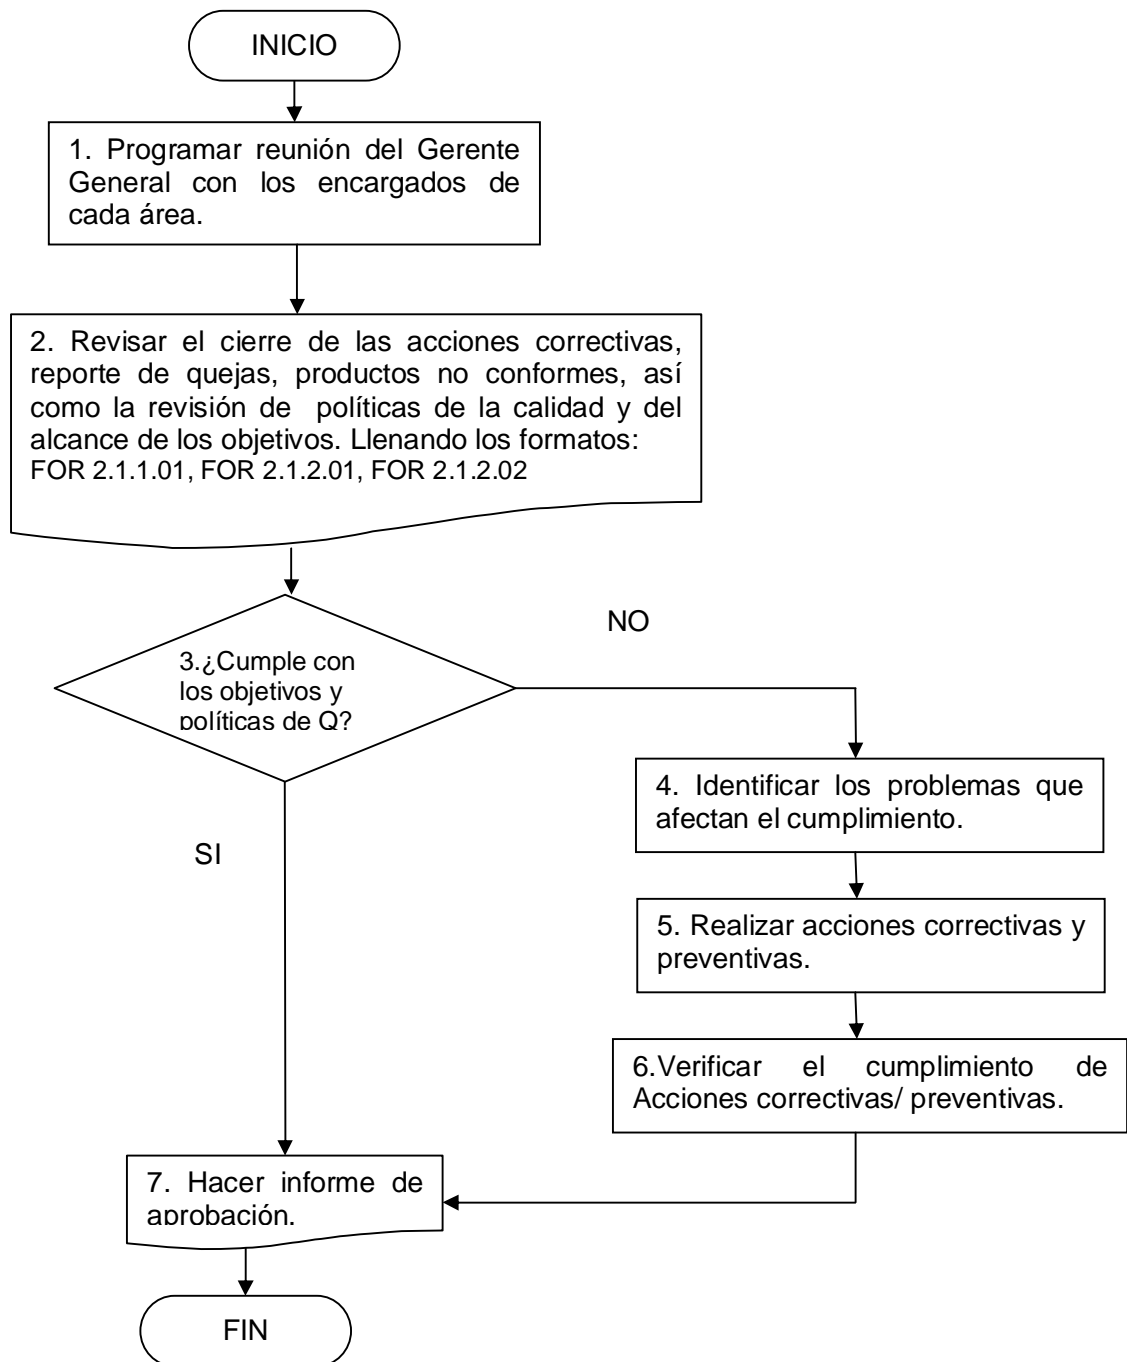 INICIO
1. Programar reunión del Gerente
General con los encargados de
cada área.
2. Revisar el cierre de las acciones correctivas,
reporte de quejas, productos no conformes, así
como la revisión de políticas de la calidad y del
alcance de los objetivos. Llenando los formatos:
FOR 2.1.1.01, FOR 2.1.2.01, FOR 2.1.2.02
NO
3.¿Cumple con
los objetivos y
políticas de Q?
4. Identificar los problemas que
afectan el cumplimiento.
SI
5. Realizar acciones correctivas y
preventivas.
6.Verificar el cumplimiento de
Acciones correctivas/ preventivas.
7. Hacer informe de
aprobación.
FIN